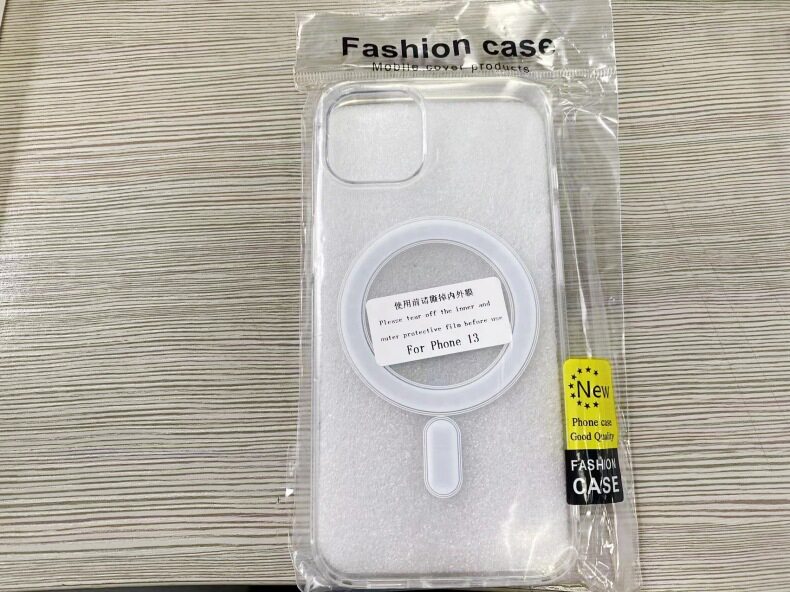 Fashion case
Mobile cover products
使用前请撕掉内外膜
Please tear off the inner and
outer protective film before use
For Phone 13
New
Phone case
Good Quality
FASHION
CASE